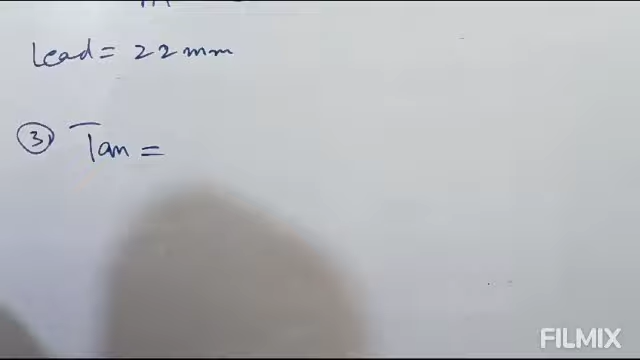 Lead = 22 mm
③ Tan =
FILMIX